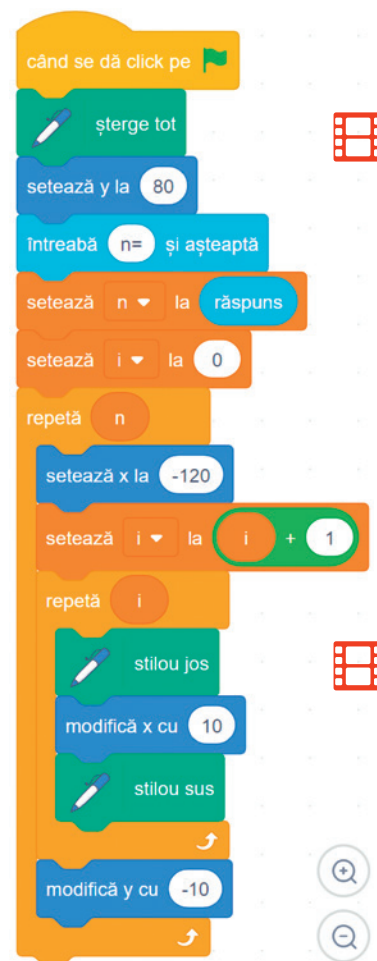 când se dă click pe
șterge tot
setează y la 80
întreabă n= și așteaptă
setează n la răspuns
setează i la 0
repetă n
setează x la -120
setează i la i + 1
repetă i
stilou jos
modifică x cu 10
stilou sus
modifică y cu -10